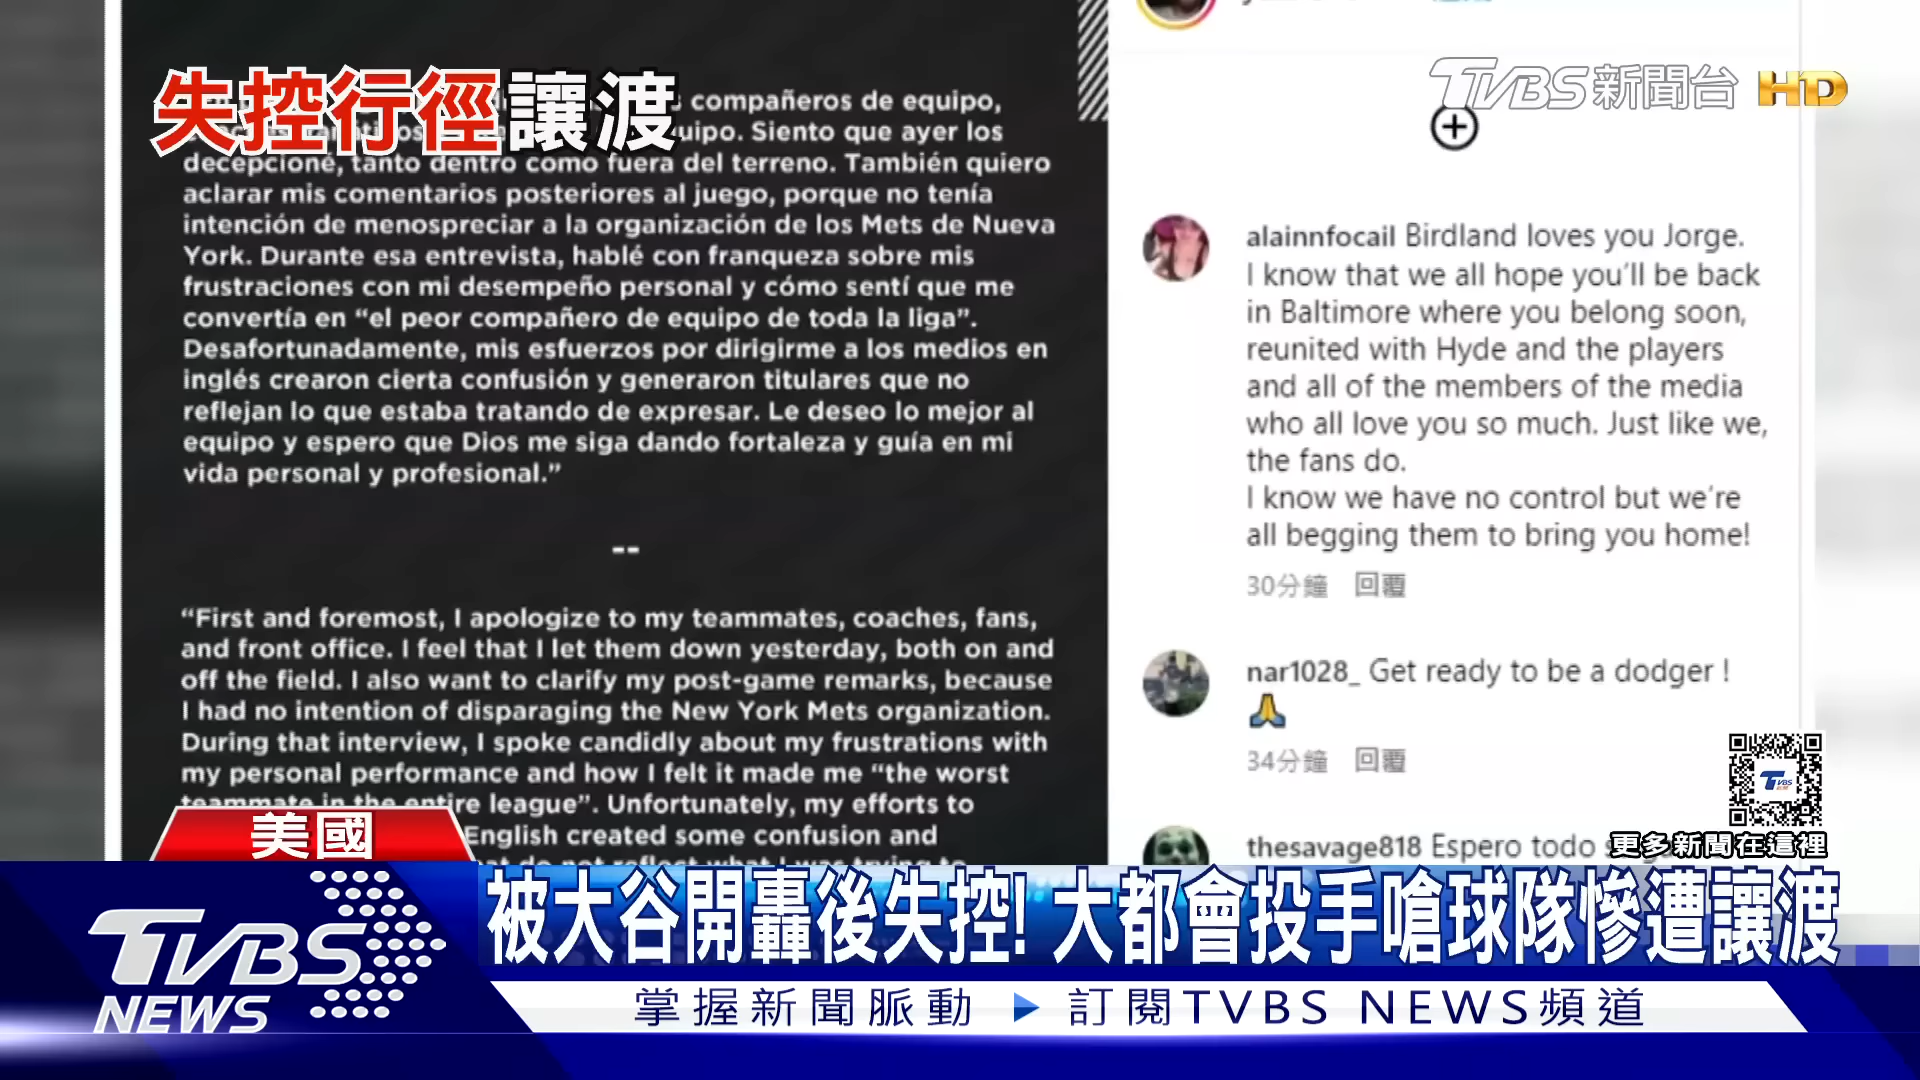 失控行徑讓渡
TVBS新聞台 HD
compañeros de equipo,
uipo. Siento que ayer los
decepcioné, tanto dentro como fuera del terreno. También quiero
aclarar mis comentarios posteriores al juego, porque no tenía
intención de menospreciar a la organización de los Mets de Nueva
York. Durante esa entrevista, hablé con franqueza sobre mis
frustraciones con mi desempeño personal y cómo sentí que me
convertía en “el peor compañero de equipo de toda la liga”.
Desafortunadamente, mis esfuerzos por dirigirme a los medios en
inglés crearon cierta confusión y generaron titulares que no
reflejan lo que estaba tratando de expresar. Le deseo lo mejor al
equipo y espero que Dios me siga dando fortaleza y guía en mi
vida personal y profesional.”
--
“First and foremost, I apologize to my teammates, coaches, fans,
and front office. I feel that I let them down yesterday, both on and
off the field. I also want to clarify my post-game remarks, because
I had no intention of disparaging the New York Mets organization.
During that interview, I spoke candidly about my frustrations with
my personal performance and how I felt it made me “the worst
teammate in the entire league”. Unfortunately, my efforts to
English created some confusion and
do not reflect what I was trying to
alainnfocail Birdland loves you Jorge.
I know that we all hope you’ll be back
in Baltimore where you belong soon,
reunited with Hyde and the players
and all of the members of the media
who all love you so much. Just like we,
the fans do.
I know we have no control but we’re
all begging them to bring you home!
30分鐘 回覆
nar1028_ Get ready to be a dodger !
🙏
34分鐘 回覆
thesavage818 Espero todo
TVBS
更多新聞在這裡
美國
被大谷開轟後失控! 大都會投手嗆球隊慘遭讓渡
TVBS
NEWS
掌握新聞脈動 ▶ 訂閱TVBS NEWS頻道